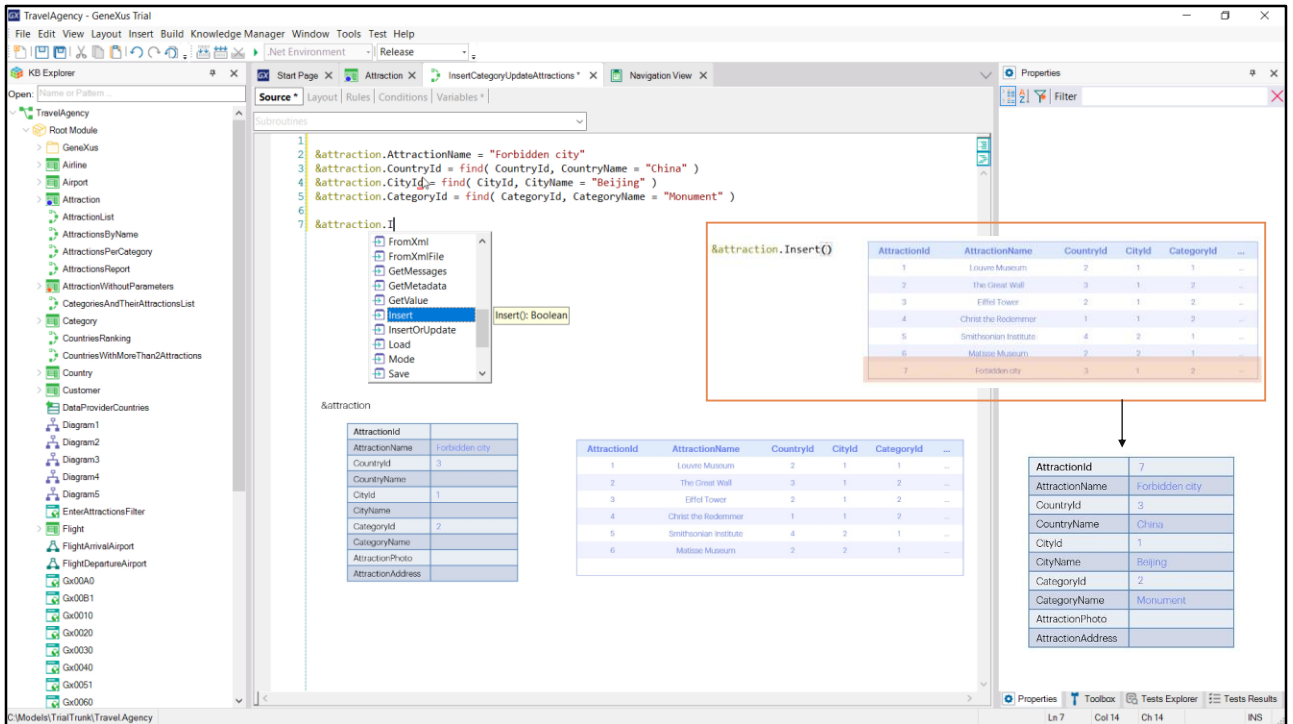 TravelAgency - GeneXus Trial
File Edit View Layout Insert Build Knowledge Manager Window Tools Test Help
.Net Environment Release
KB Explorer
Open: Name or Pattern...
TravelAgency
Root Module
GeneXus
Airline
Airport
Attraction
AttractionList
AttractionsByName
AttractionsPerCategory
AttractionsReport
AttractionWithoutParameters
CategoriesAndTheirAttractionsList
Category
CountriesRanking
CountriesWithMoreThan2Attractions
Country
Customer
DataProviderCountries
Diagram1
Diagram2
Diagram3
Diagram4
Diagram5
EnterAttractionsFilter
Flight
FlightArrivalAirport
FlightDepartureAirport
Gx00A0
Gx00B1
Gx0010
Gx0020
Gx0030
Gx0040
Gx0051
Gx0060
Start Page Attraction InsertCategoryUpdateAttractions * Navigation View
Source * Layout Rules Conditions Variables *
Subroutines
1
2 &attraction.AttractionName = "Forbidden city"
3 &attraction.CountryId = find( CountryId, CountryName = "China" )
4 &attraction.CityId = find( CityId, CityName = "Beijing" )
5 &attraction.CategoryId = find( CategoryId, CategoryName = "Monument" )
6
7 &attraction.I
FromXml
FromXmlFile
GetMessages
GetMetadata
GetValue
Insert Insert(): Boolean
InsertOrUpdate
Load
Mode
Save
&attraction.Insert()
AttractionId AttractionName CountryId CityId CategoryId ...
1 Louvre Museum 2 1 1 ...
2 The Great Wall 3 1 2 ...
3 Eiffel Tower 2 1 2 ...
4 Christ the Redemmer 1 1 2 ...
5 Smithsonian Institute 4 2 1 ...
6 Matisse Museum 2 2 1 ...
7 Forbidden city 3 1 2 ...
&attraction
AttractionId
AttractionName Forbidden city
CountryId 3
CountryName
CityId 1
CityName
CategoryId 2
CategoryName
AttractionPhoto
AttractionAddress
AttractionId AttractionName CountryId CityId CategoryId ...
1 Louvre Museum 2 1 1 ...
2 The Great Wall 3 1 2 ...
3 Eiffel Tower 2 1 2 ...
4 Christ the Redemmer 1 1 2 ...
5 Smithsonian Institute 4 2 1 ...
6 Matisse Museum 2 2 1 ...
Properties
Filter
AttractionId 7
AttractionName Forbidden city
CountryId 3
CountryName China
CityId 1
CityName Beijing
CategoryId 2
CategoryName Monument
AttractionPhoto
AttractionAddress
Properties Toolbox Tests Explorer Tests Results
C:\Models\TrialTrunk\Travel.Agency Ln 7 Col 14 Ch 14 INS